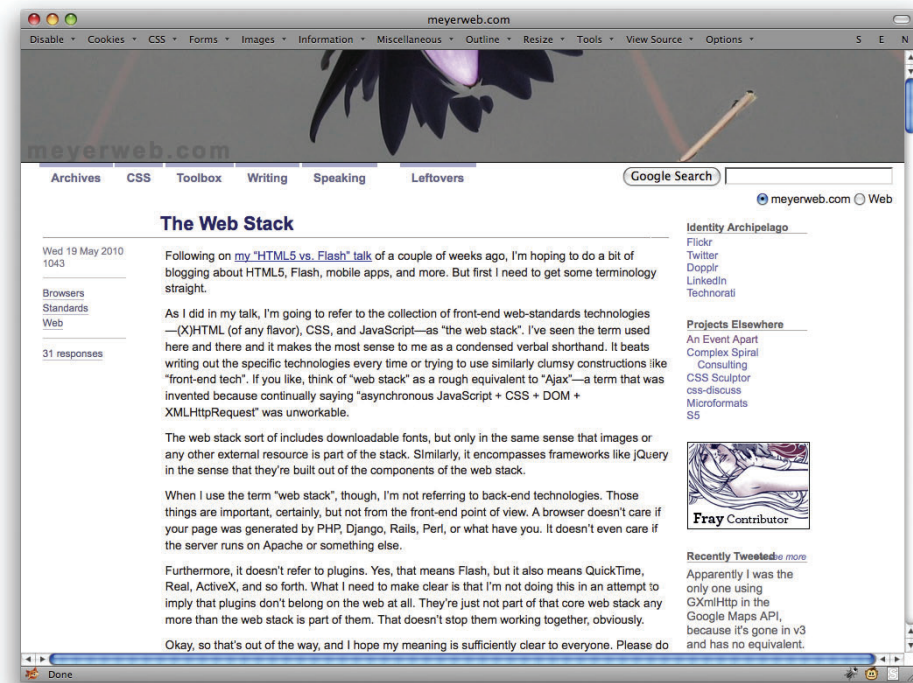 meyerweb.com
Disable Cookies CSS Forms Images Information Miscellaneous Outline Resize Tools View Source Options S E N
meyerweb.com
Archives CSS Toolbox Writing Speaking Leftovers
Google Search
meyerweb.com Web
The Web Stack
Wed 19 May 2010
1043
Browsers
Standards
Web
31 responses
Following on my “HTML5 vs. Flash” talk of a couple of weeks ago, I'm hoping to do a bit of
blogging about HTML5, Flash, mobile apps, and more. But first I need to get some terminology
straight.
As I did in my talk, I'm going to refer to the collection of front-end web-standards technologies
—(X)HTML (of any flavor), CSS, and JavaScript—as “the web stack”. I've seen the term used
here and there and it makes the most sense to me as a condensed verbal shorthand. It beats
writing out the specific technologies every time or trying to use similarly clumsy constructions like
“front-end tech”. If you like, think of “web stack” as a rough equivalent to “Ajax”—a term that was
invented because continually saying “asynchronous JavaScript + CSS + DOM +
XMLHttpRequest” was unworkable.
The web stack sort of includes downloadable fonts, but only in the same sense that images or
any other external resource is part of the stack. SImilarly, it encompasses frameworks like jQuery
in the sense that they're built out of the components of the web stack.
When I use the term “web stack”, though, I'm not referring to back-end technologies. Those
things are important, certainly, but not from the front-end point of view. A browser doesn't care if
your page was generated by PHP, Django, Rails, Perl, or what have you. It doesn't even care if
the server runs on Apache or something else.
Furthermore, it doesn't refer to plugins. Yes, that means Flash, but it also means QuickTime,
Real, ActiveX, and so forth. What I need to make clear is that I'm not doing this in an attempt to
imply that plugins don't belong on the web at all. They're just not part of that core web stack any
more than the web stack is part of them. That doesn't stop them working together, obviously.
Okay, so that's out of the way, and I hope my meaning is sufficiently clear to everyone. Please do
Identity Archipelago
Flickr
Twitter
Dopplr
LinkedIn
Technorati
Projects Elsewhere
An Event Apart
Complex Spiral
Consulting
CSS Sculptor
css-discuss
Microformats
S5
Fray Contributor
Recently Tweeted more
Apparently I was the
only one using
GXmlHttp in the
Google Maps API,
because it's gone in v3
and has no equivalent.
Done